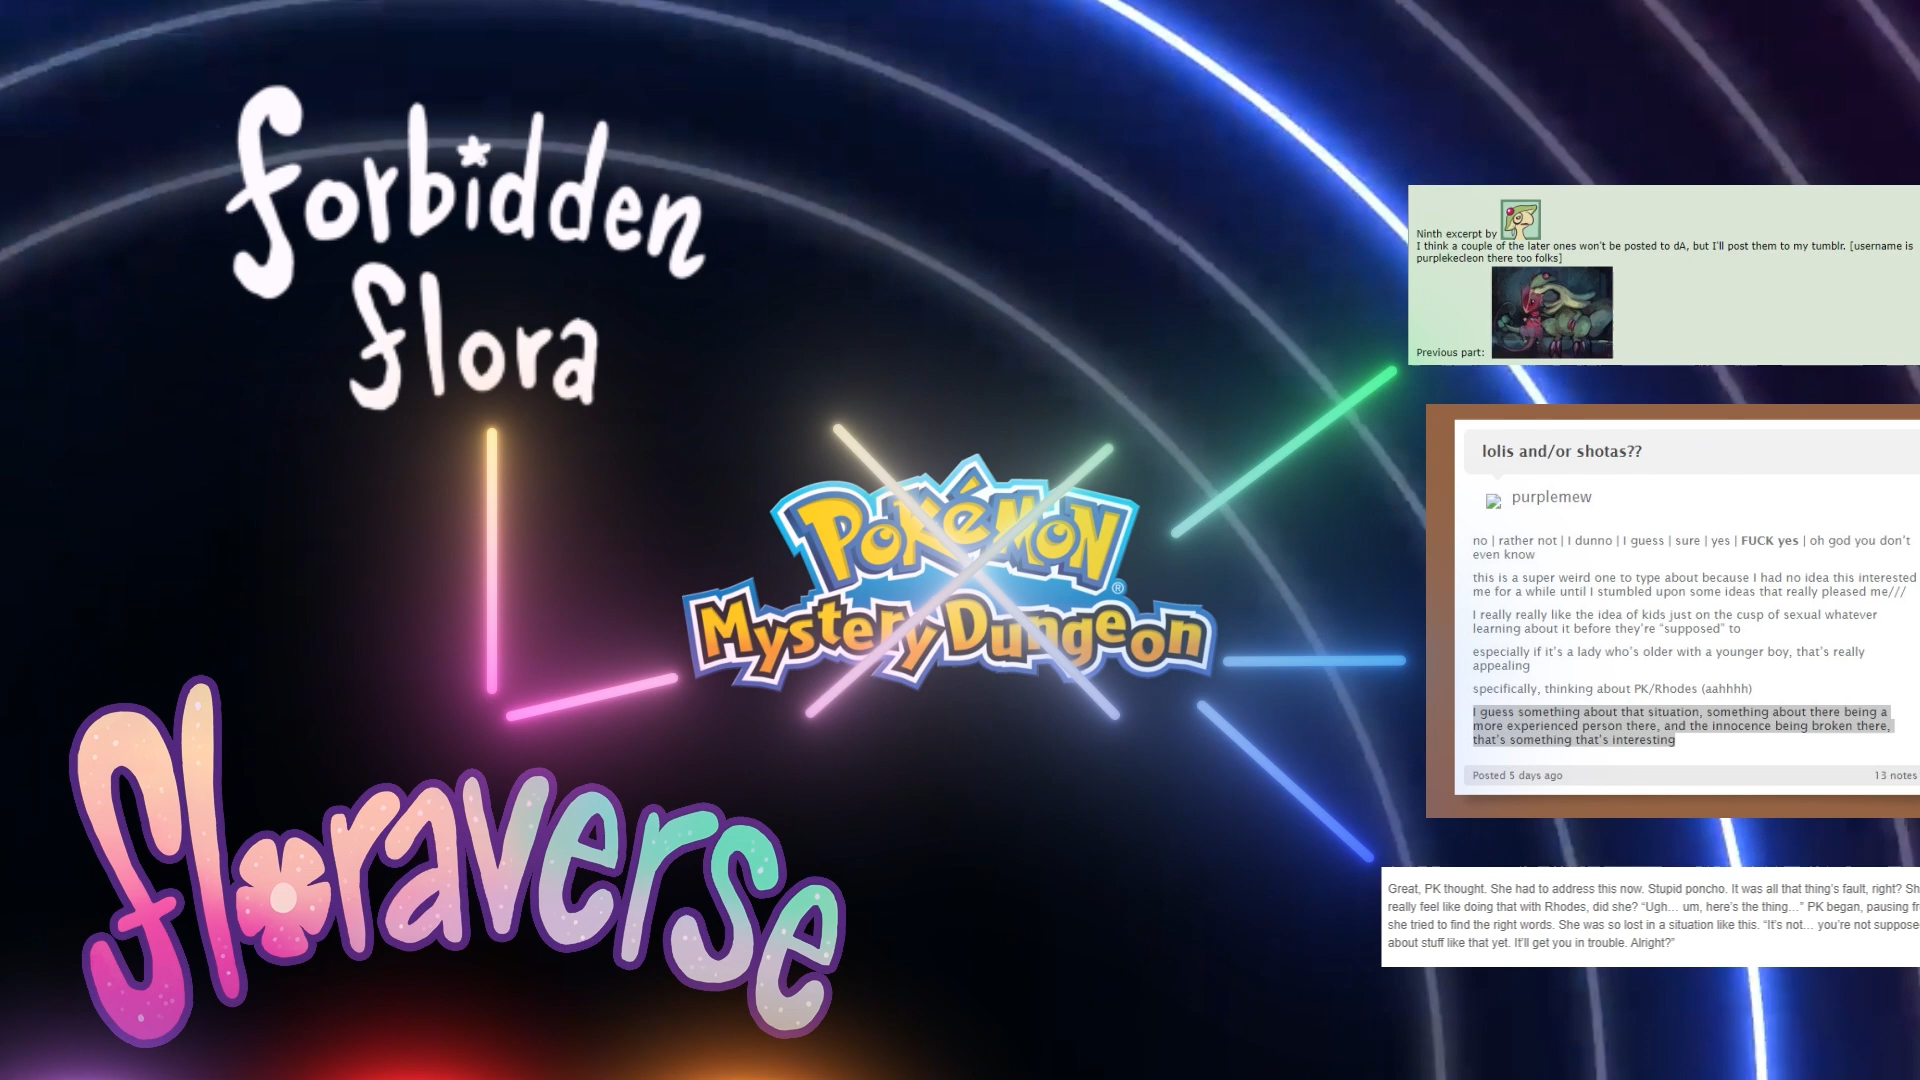 forbidden
flora
Ninth excerpt by
I think a couple of the later ones won't be posted to dA, but I'll post them to my tumblr. [username is
purplekecleon there too folks]
Previous part:
lolis and/or shotas??
purplemew
no | rather not | I dunno | I guess | sure | yes | FUCK yes | oh god you don't
even know
this is a super weird one to type about because I had no idea this interested
me for a while until I stumbled upon some ideas that really pleased me///
I really really like the idea of kids just on the cusp of sexual whatever
learning about it before they're “supposed” to
especially if it's a lady who's older with a younger boy, that's really
appealing
specifically, thinking about PK/Rhodes (aahhhh)
I guess something about that situation, something about there being a
more experienced person there, and the innocence being broken there,
that's something that's interesting
Posted 5 days ago 13 notes
POKéMON ®
Mystery Dungeon
floraverse
Great, PK thought. She had to address this now. Stupid poncho. It was all that thing's fault, right?
really feel like doing that with Rhodes, did she? “Ugh... um, here's the thing...” PK began, pausing
she tried to find the right words. She was so lost in a situation like this. “It's not... you're not
about stuff like that yet. It'll get you in trouble. Alright?”